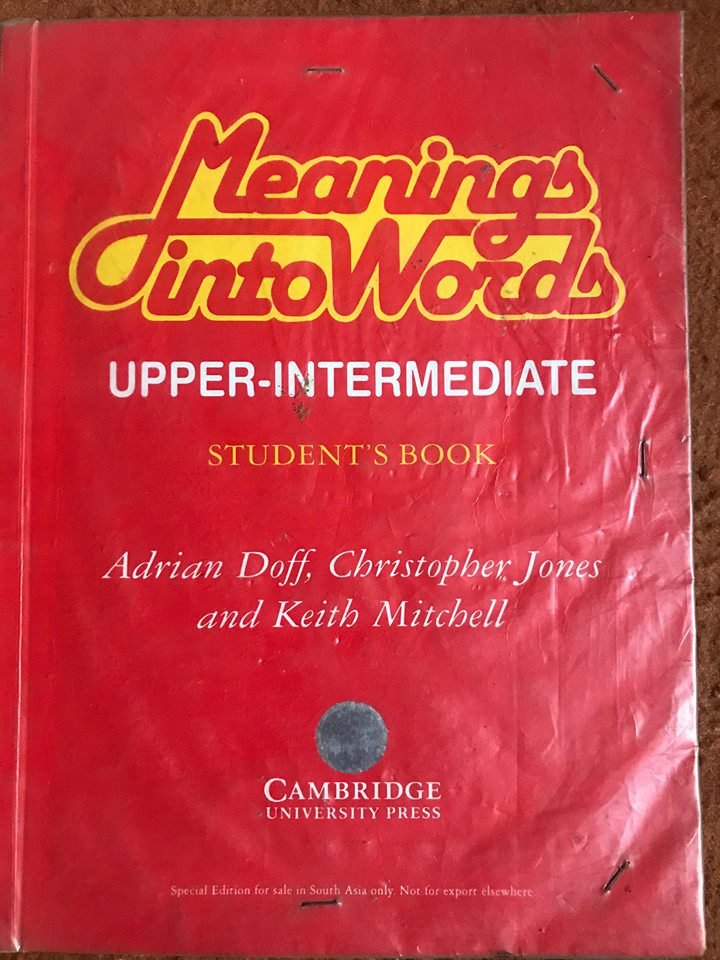 Meanings
into Words
UPPER-INTERMEDIATE
STUDENT'S BOOK
Adrian Doff, Christopher Jones
and Keith Mitchell
CAMBRIDGE
UNIVERSITY PRESS
Special Edition for sale in South Asia only. Not for export elsewhere.